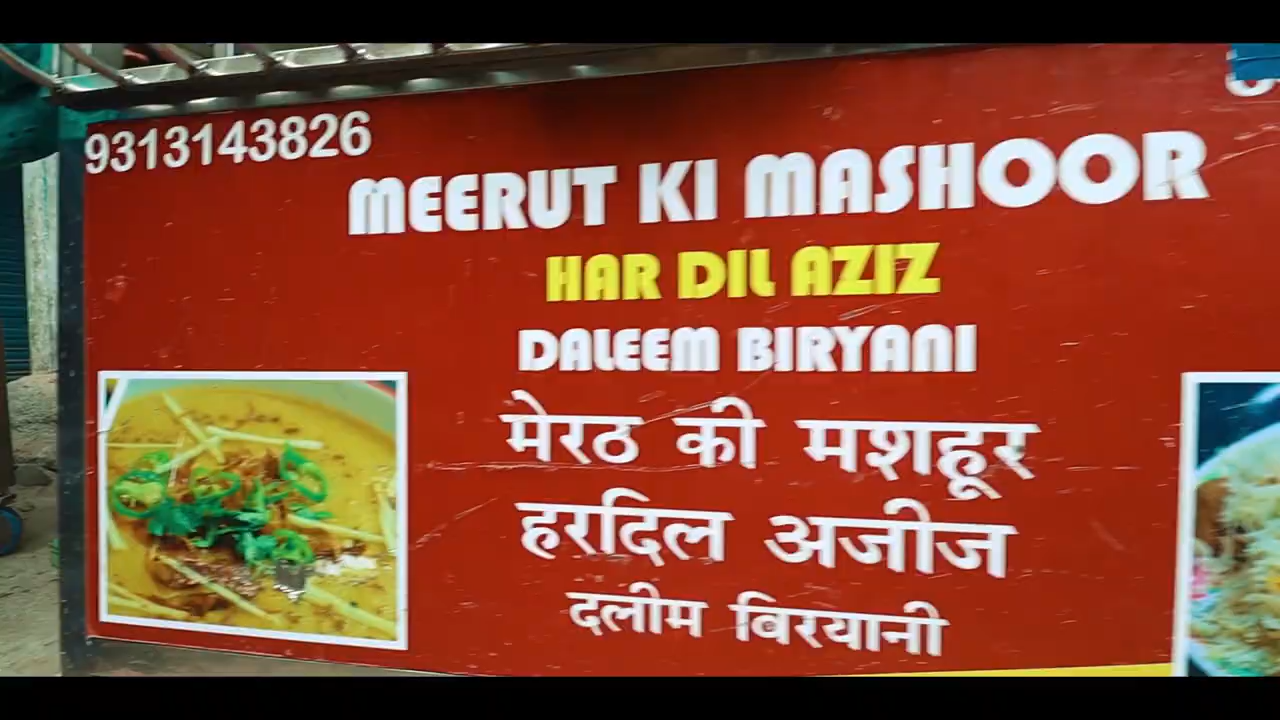 9313143826
MEERUT KI MASHOOR
HAR DIL AZIZ
DALEEM BIRYANI
मेरठ की मशहूर
हरदिल अजीज
दलीम बिरयानी